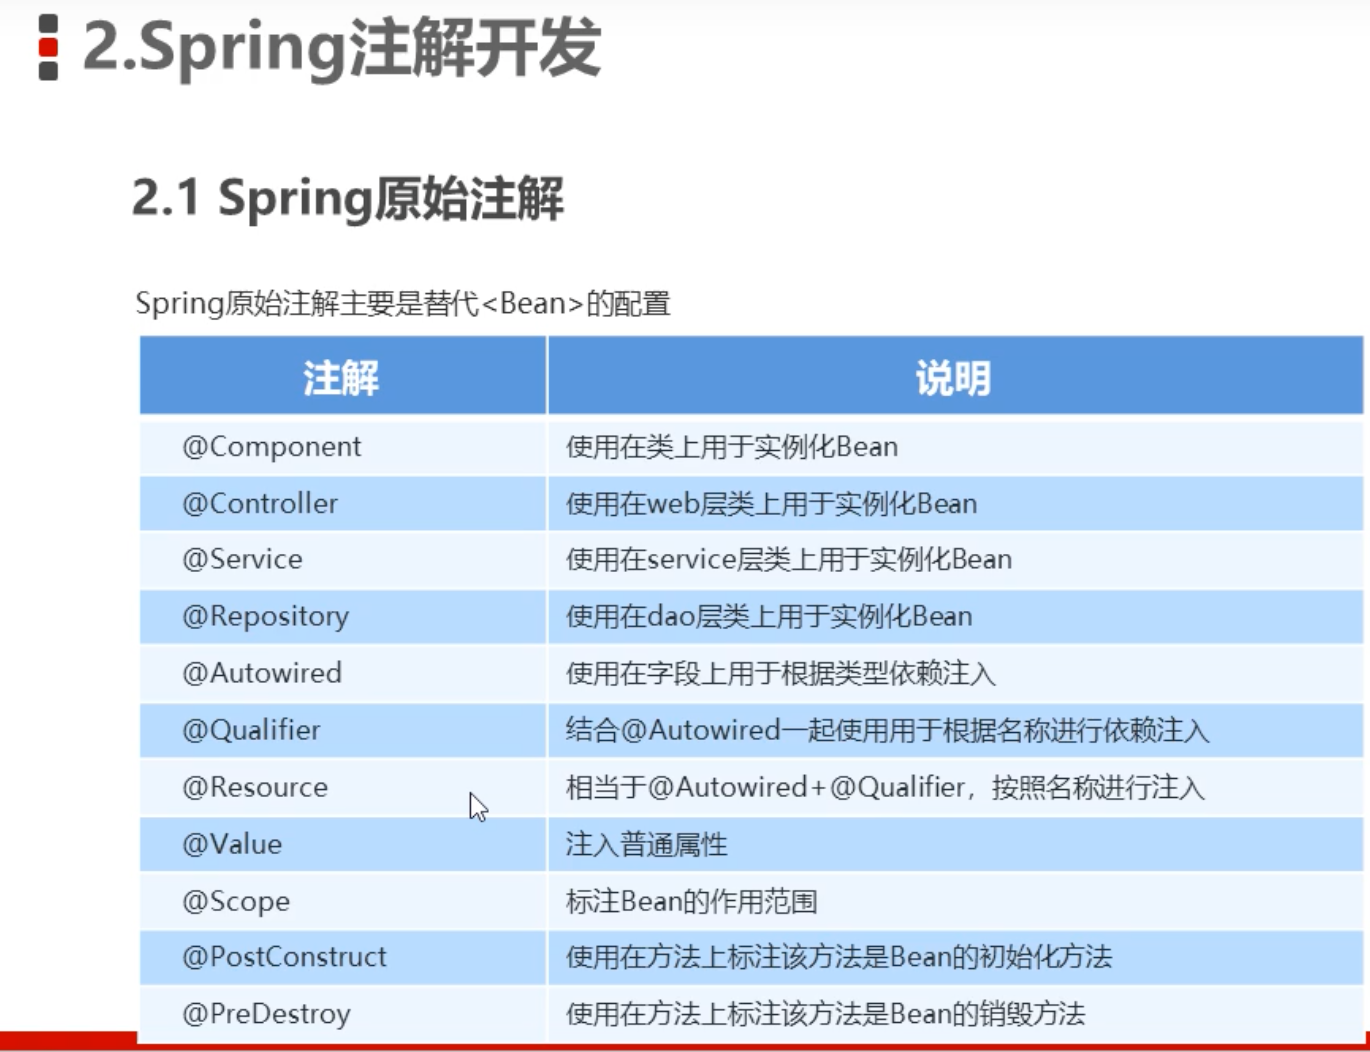 2.Spring注解开发
2.1 Spring原始注解
Spring原始注解主要是替代<Bean>的配置
注解 说明
@Component 使用在类上用于实例化Bean
@Controller 使用在web层类上用于实例化Bean
@Service 使用在service层类上用于实例化Bean
@Repository 使用在dao层类上用于实例化Bean
@Autowired 使用在字段上用于根据类型依赖注入
@Qualifier 结合@Autowired一起使用用于根据名称进行依赖注入
@Resource 相当于@Autowired+@Qualifier，按照名称进行注入
@Value 注入普通属性
@Scope 标注Bean的作用范围
@PostConstruct 使用在方法上标注该方法是Bean的初始化方法
@PreDestroy 使用在方法上标注该方法是Bean的销毁方法